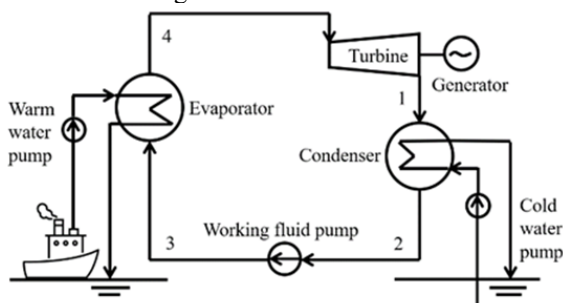 4
Turbine
Generator
1
Warm
water
pump
Evaporator
Condenser
Cold
water
pump
3
Working fluid pump
2